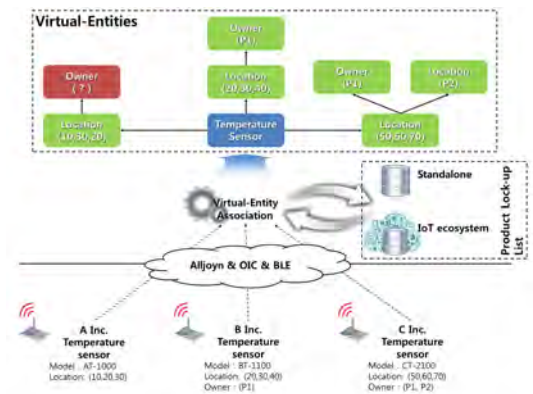 Virtual-Entities
Owner
(P1),
Owner
( ? )
Location
(20,30,40)
Owner
(P1)
Location
(P2)
Location
(10,30,20)
Temperature
Sensor
Location
(50,60,70)
Virtual-Entity
Association
Standalone
IoT ecosystem
Product Lock-up
List
Alljoyn & OIC & BLE
A Inc.
Temperature
sensor
Model : AT-1000
Location: (10,20,30)
B Inc.
Temperature
sensor
Model : BT-1100
Location: (20,30,40)
Owner : (P1)
C Inc.
Temperature
sensor
Model : CT-2100
Location: (50,60,70)
Owner : (P1, P2)